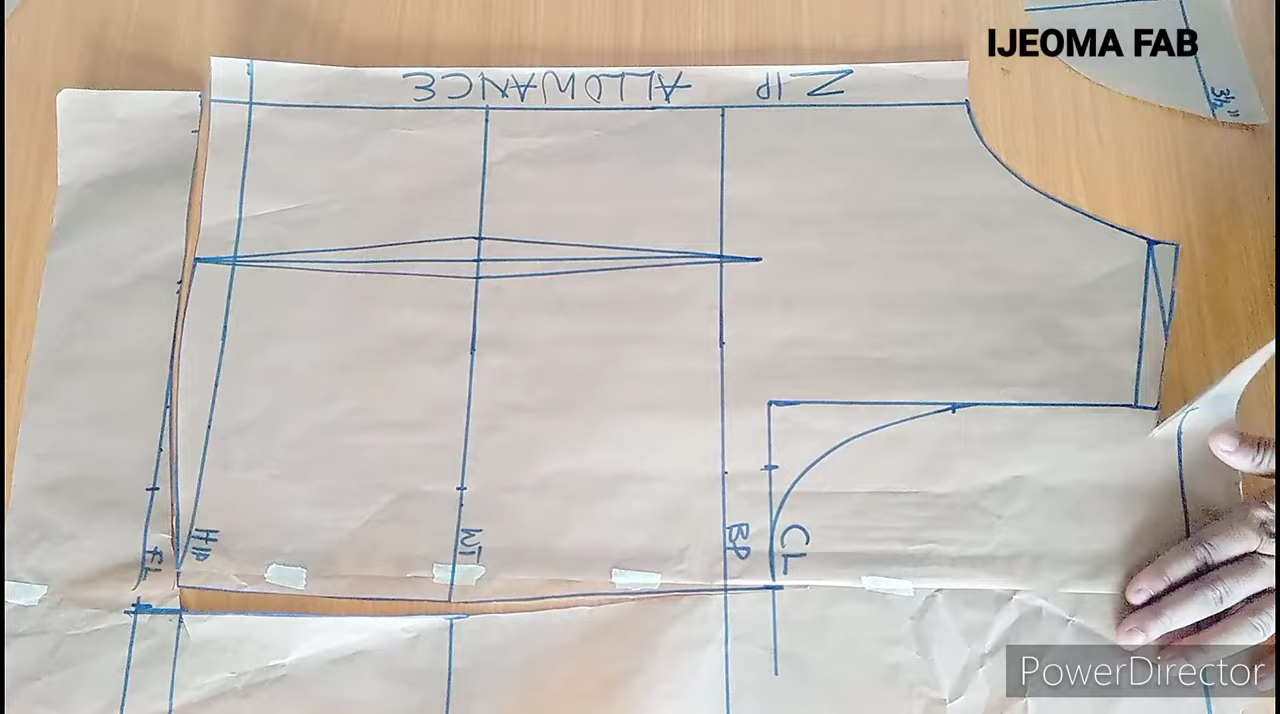 IJEOMA FAB
3½"
ZIP ALLOWANCE
HIP
FL
WT
BP
CL
PowerDirector